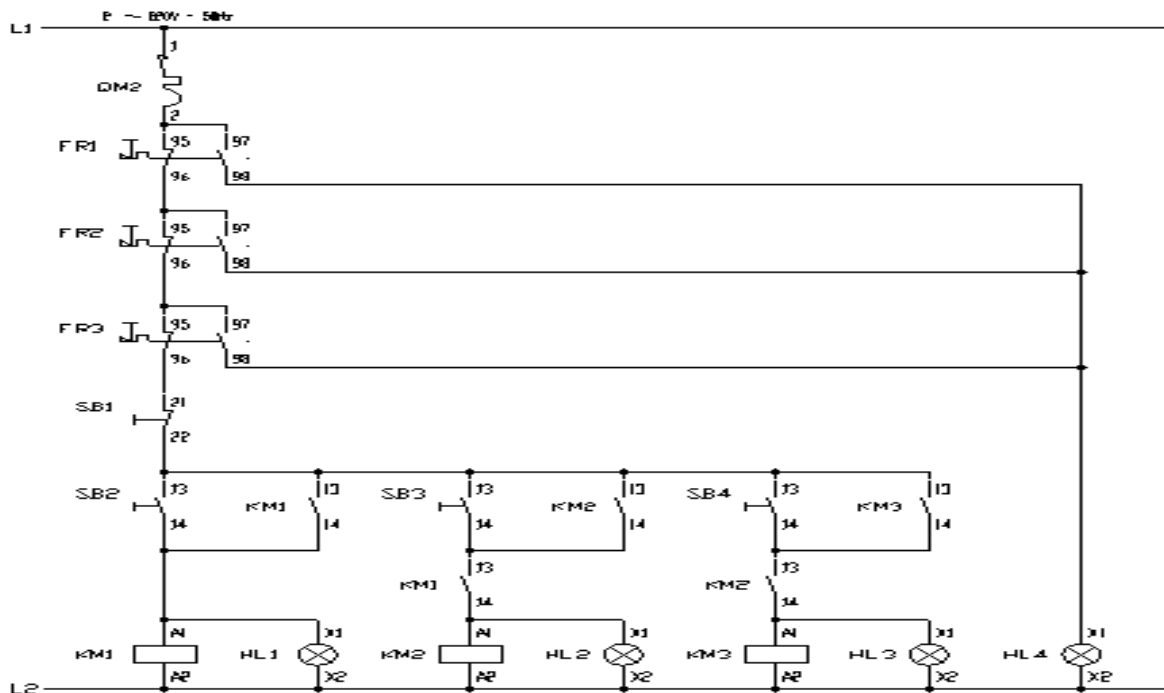 L1
1
QM2
2
FR1 95 97
96 98
FR2 95 97
96 98
FR3 95 97
96 98
SB1 21
22
SB2 13 KM1 13 SB3 13 KM2 13 SB4 13 KM3 13
14 14 14 14 14 14
KM1 13 KM2 13
14 14
A1 X1 A1 X1 A1 X1 X1
KM1 HL1 KM2 HL2 KM3 HL3 HL4
A2 X2 A2 X2 A2 X2 X2
L2